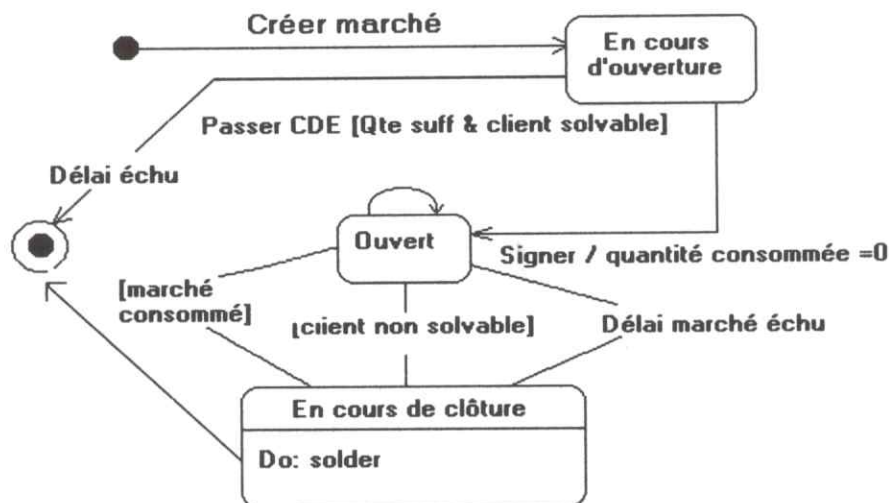 Créer marché
En cours
d'ouverture
Passer CDE [Qte suff & client solvable]
Délai échu
Ouvert
Signer / quantité consommée =0
[marché
consommé]
[client non solvable]
Délai marché échu
En cours de clôture
Do: solder